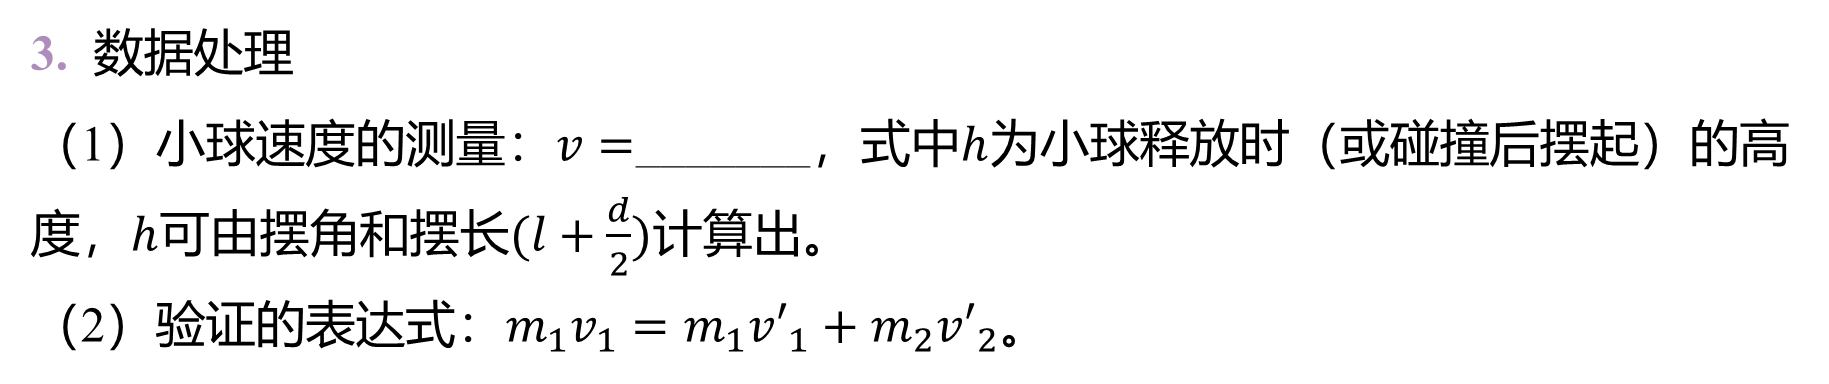 3. 数据处理
（1）小球速度的测量：v =_______，式中h为小球释放时（或碰撞后摆起）的高
度，h可由摆角和摆长(l + d/2)计算出。
（2）验证的表达式：m₁v₁ = m₁v′₁ + m₂v′₂。